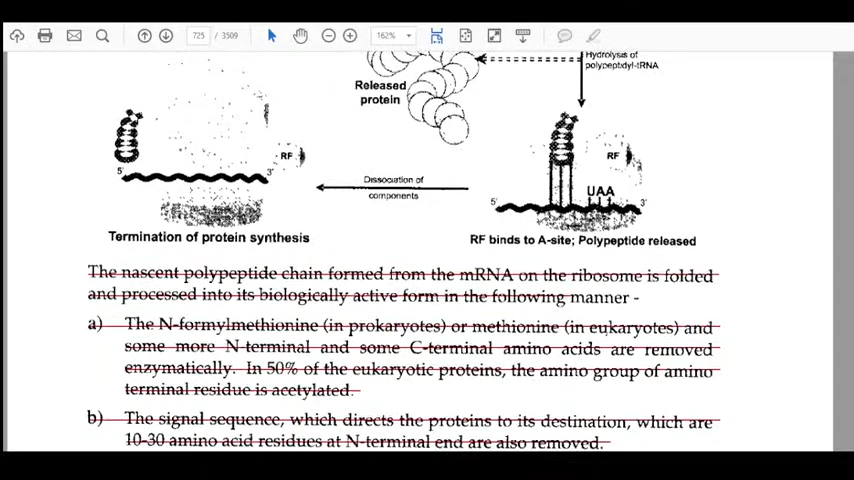 725 / 3509 162%
Hydrolysis of
polypeptidyl-tRNA
Released
protein
RF
5' 3'
Dissociation of
components
RF
UAA
5' 3'
Termination of protein synthesis
RF binds to A-site; Polypeptide released
The nascent polypeptide chain formed from the mRNA on the ribosome is folded
and processed into its biologically active form in the following manner -
a) The N-formylmethionine (in prokaryotes) or methionine (in eukaryotes) and
some more N-terminal and some C-terminal amino acids are removed
enzymatically. In 50% of the eukaryotic proteins, the amino group of amino
terminal residue is acetylated.
b) The signal sequence, which directs the proteins to its destination, which are
10-30 amino acid residues at N-terminal end are also removed.